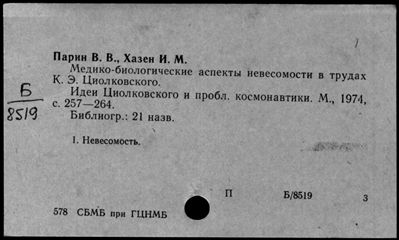 Парин В. В., Хазен И. М.
Медико-биологические аспекты невесомости в трудах
К. Э. Циолковского.
Идеи Циолковского и пробл. космонавтики. М., 1974,
с. 257—264.
Библиогр.: 21 назв.
Б
8519
1. Невесомость.
П Б/8519 3
578 СБМБ при ГЦНМБ